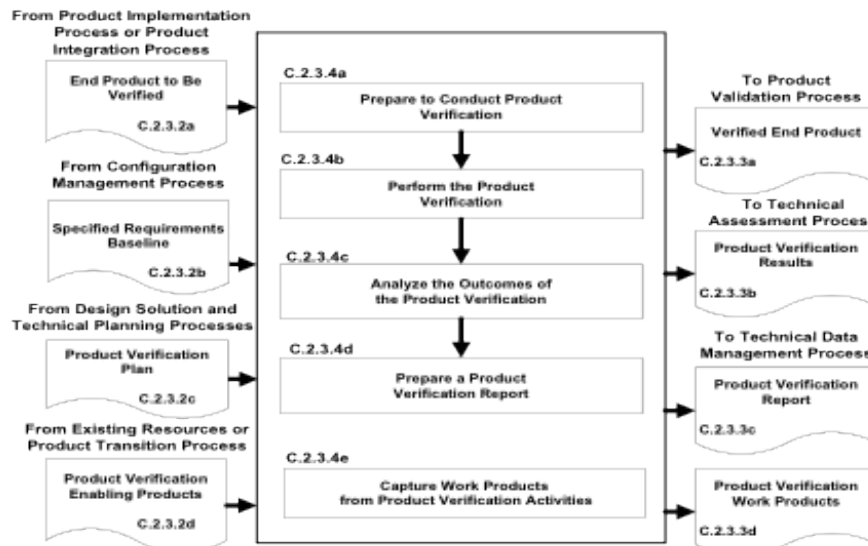 From Product Implementation
Process or Product
Integration Process
End Product to Be
Verified
C.2.3.2a
From Configuration
Management Process
Specified Requirements
Baseline
C.2.3.2b
From Design Solution and
Technical Planning Processes
Product Verification
Plan
C.2.3.2c
From Existing Resources or
Product Transition Process
Product Verification
Enabling Products
C.2.3.2d
C.2.3.4a
Prepare to Conduct Product
Verification
C.2.3.4b
Perform the Product
Verification
C.2.3.4c
Analyze the Outcomes of
the Product Verification
C.2.3.4d
Prepare a Product
Verification Report
C.2.3.4e
Capture Work Products
from Product Verification Activities
To Product
Validation Process
Verified End Product
C.2.3.3a
To Technical
Assessment Process
Product Verification
Results
C.2.3.3b
To Technical Data
Management Process
Product Verification
Report
C.2.3.3c
Product Verification
Work Products
C.2.3.3d